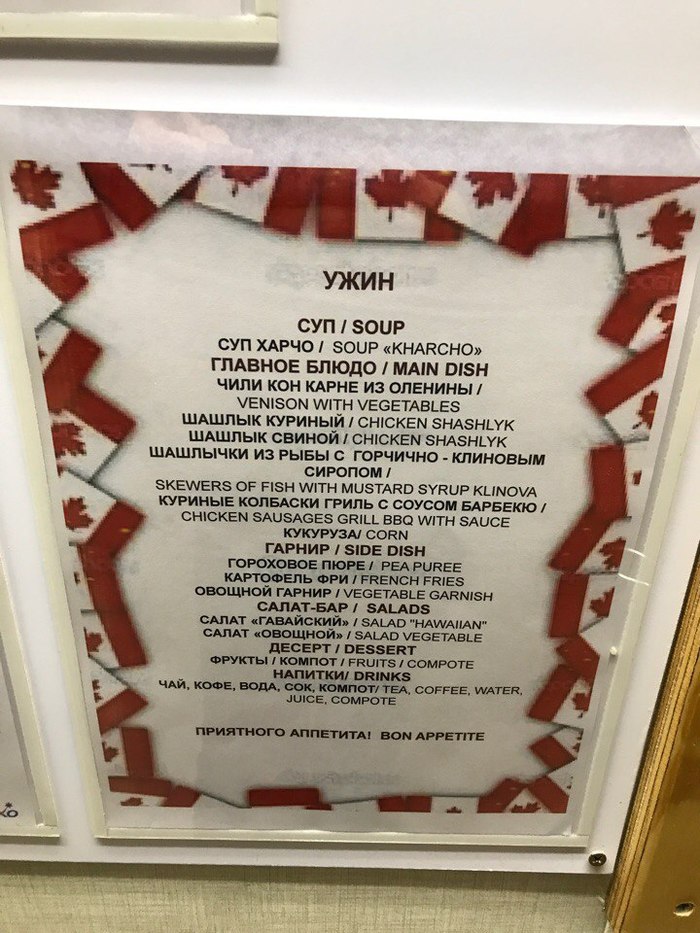 УЖИН
СУП / SOUP
СУП ХАРЧО / SOUP «KHARCHO»
ГЛАВНОЕ БЛЮДО / MAIN DISH
ЧИЛИ КОН КАРНЕ ИЗ ОЛЕНИНЫ /
VENISON WITH VEGETABLES
ШАШЛЫК КУРИНЫЙ / CHICKEN SHASHLYK
ШАШЛЫК СВИНОЙ / CHICKEN SHASHLYK
ШАШЛЫЧКИ ИЗ РЫБЫ С ГОРЧИЧНО - КЛИНОВЫМ
СИРОПОМ /
SKEWERS OF FISH WITH MUSTARD SYRUP KLINOVA
КУРИНЫЕ КОЛБАСКИ ГРИЛЬ С СОУСОМ БАРБЕКЮ /
CHICKEN SAUSAGES GRILL BBQ WITH SAUCE
КУКУРУЗА/ CORN
ГАРНИР / SIDE DISH
ГОРОХОВОЕ ПЮРЕ / PEA PUREE
КАРТОФЕЛЬ ФРИ / FRENCH FRIES
ОВОЩНОЙ ГАРНИР / VEGETABLE GARNISH
САЛАТ-БАР / SALADS
САЛАТ «ГАВАЙСКИЙ» / SALAD "HAWAIIAN"
САЛАТ «ОВОЩНОЙ» / SALAD VEGETABLE
ДЕСЕРТ / DESSERT
ФРУКТЫ / КОМПОТ / FRUITS / COMPOTE
НАПИТКИ/ DRINKS
ЧАЙ, КОФЕ, ВОДА, СОК, КОМПОТ/ TEA, COFFEE, WATER,
JUICE, COMPOTE
ПРИЯТНОГО АППЕТИТА! BON APPETITE